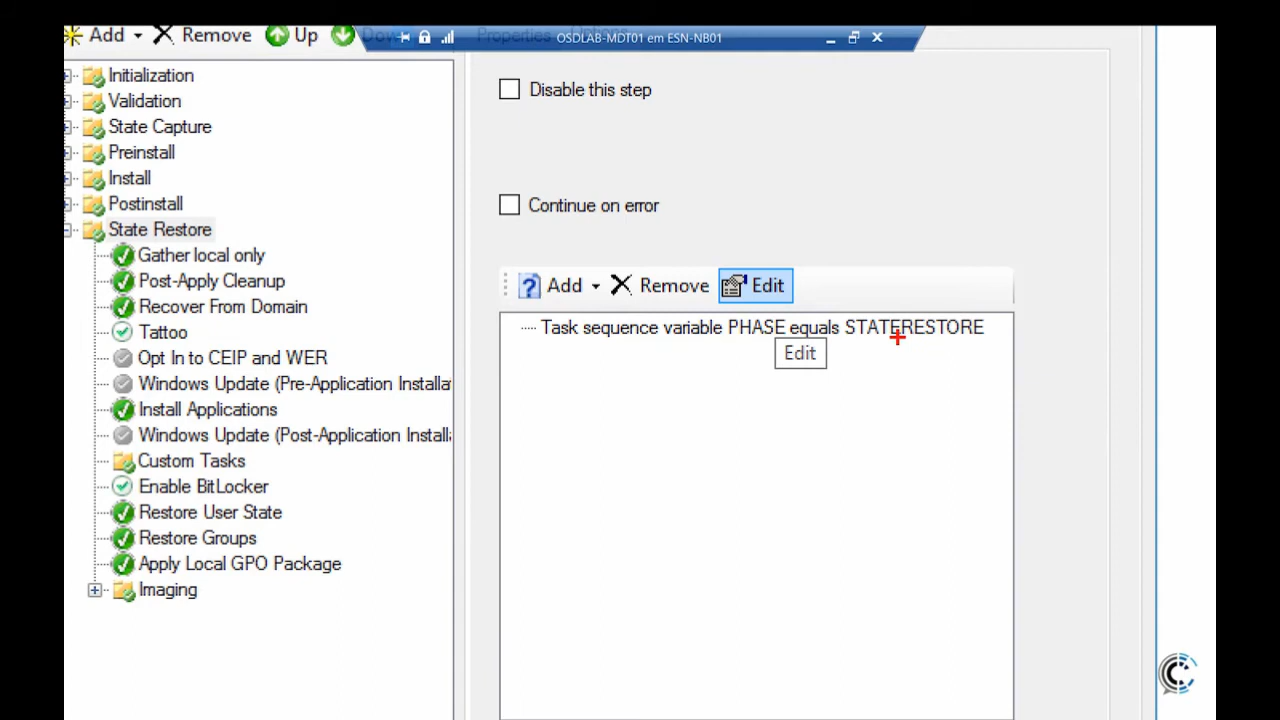 Add
Remove
Up
Down
Properties
OSDLAB-MDT01 em ESN-NB01
Initialization
Validation
State Capture
Preinstall
Install
Postinstall
State Restore
Gather local only
Post-Apply Cleanup
Recover From Domain
Tattoo
Opt In to CEIP and WER
Windows Update (Pre-Application Installa
Install Applications
Windows Update (Post-Application Install
Custom Tasks
Enable BitLocker
Restore User State
Restore Groups
Apply Local GPO Package
Imaging
Disable this step
Continue on error
Add
Remove
Edit
Task sequence variable PHASE equals STATERESTORE
Edit